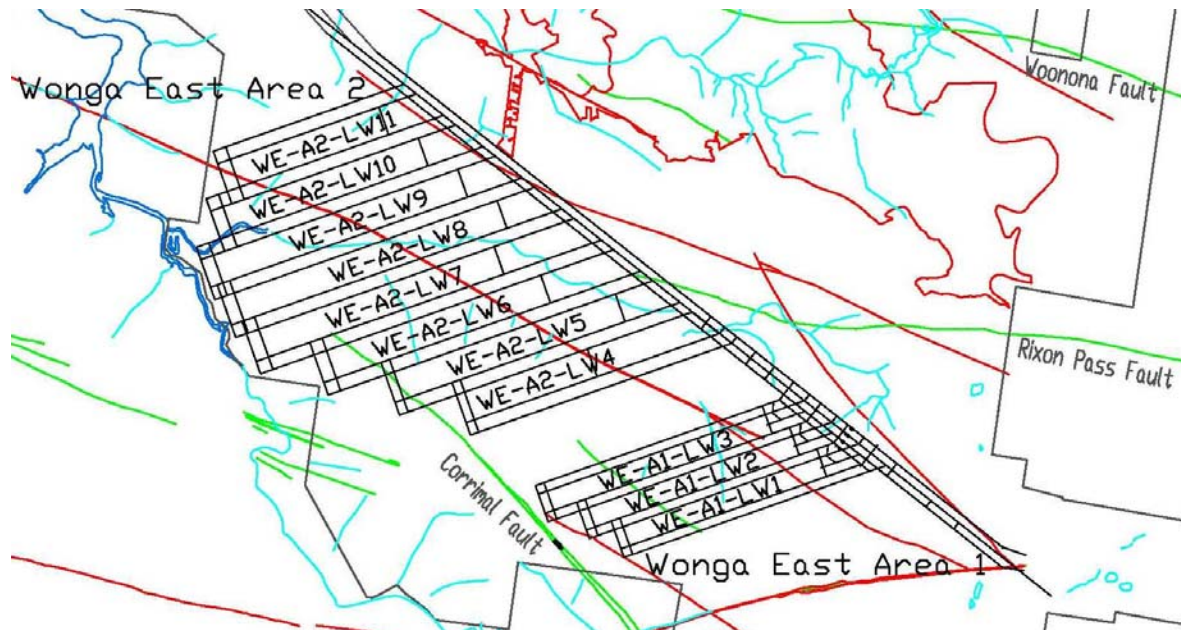 Woonona Fault
Wonga East Area 2
WE-A2-LW11
WE-A2-LW10
WE-A2-LW9
WE-A2-LW8
WE-A2-LW7
WE-A2-LW6
WE-A2-LW5
WE-A2-LW4
Rixon Pass Fault
WE-A1-LW3
WE-A1-LW2
WE-A1-LW1
Corrimal Fault
Wonga East Area 1